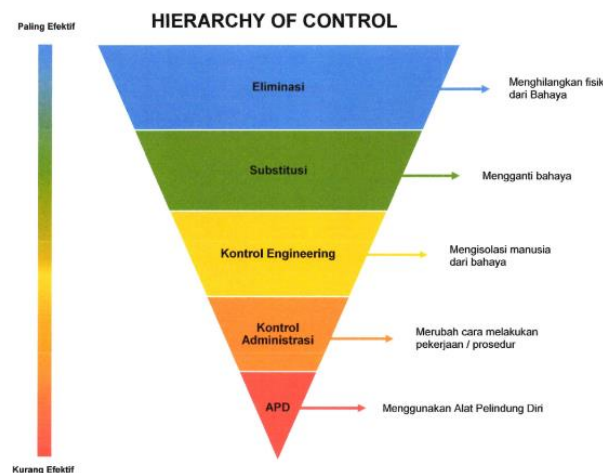 HIERARCHY OF CONTROL
Paling Efektif
Eliminasi
Menghilangkan fisik
dari Bahaya
Substitusi
Mengganti bahaya
Kontrol Engineering
Mengisolasi manusia
dari bahaya
Kontrol
Administrasi
Merubah cara melakukan
pekerjaan / prosedur
APD
Menggunakan Alat Pelindung Diri
Kurang Efektif